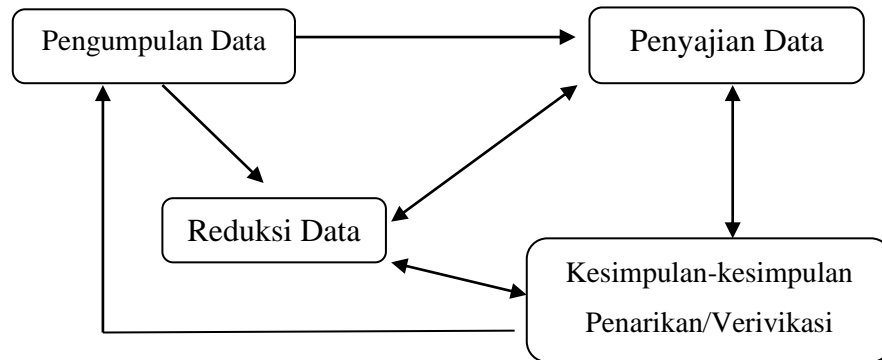 Pengumpulan Data
Penyajian Data
Reduksi Data
Kesimpulan-kesimpulan
Penarikan/Verivikasi